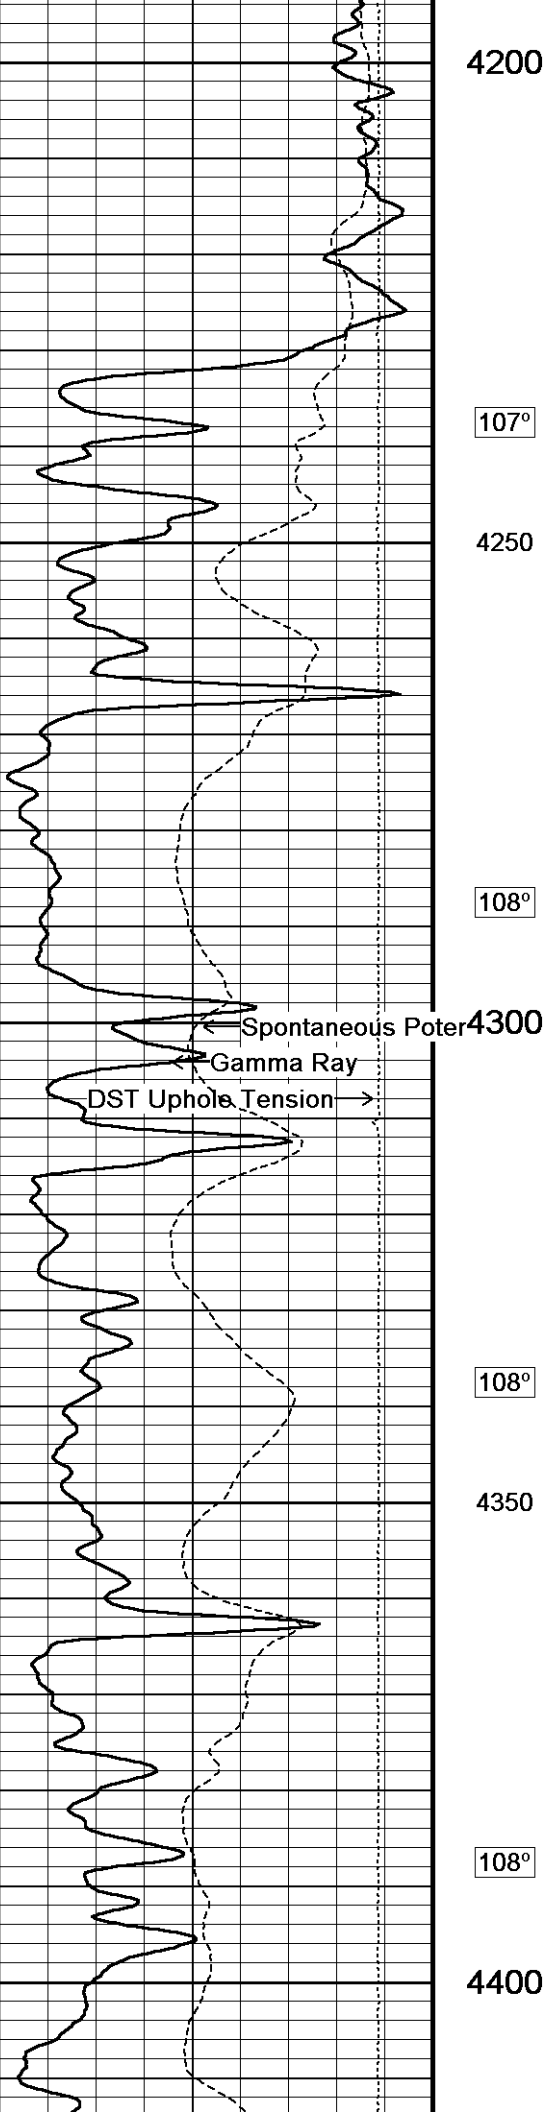 4200
107º
4250
108º
Spontaneous Poter
4300
Gamma Ray
DST Uphole Tension
108º
4350
108º
4400